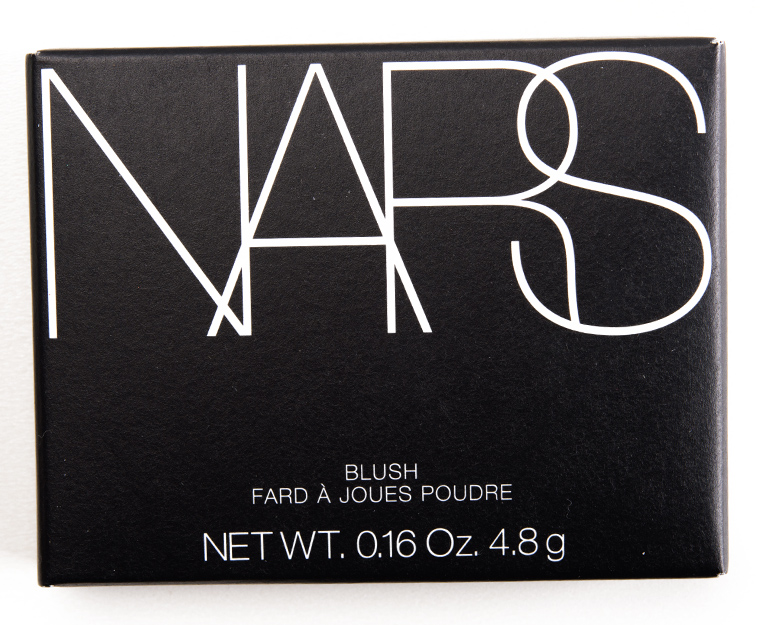 NARS
BLUSH
FARD À JOUES POUDRE
NET WT. 0.16 Oz. 4.8 g